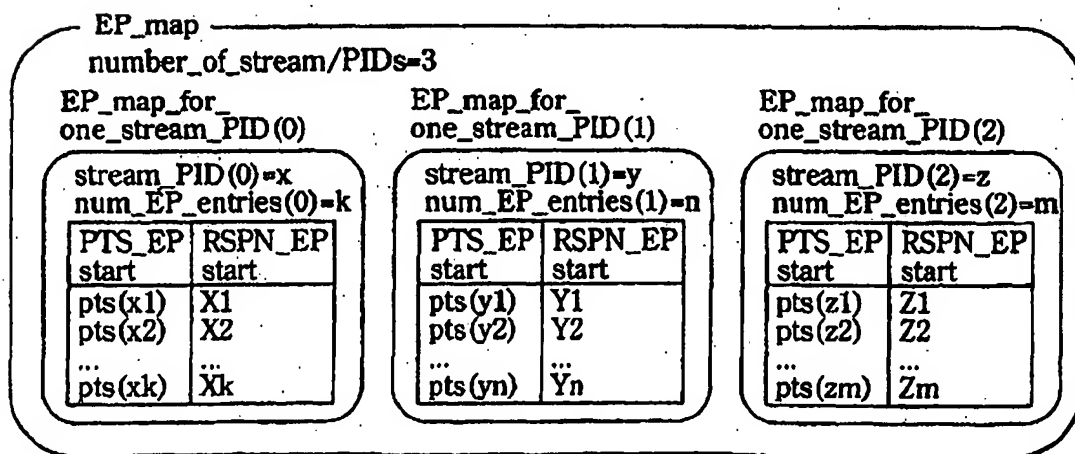 EP_map
number_of_stream/PIDs=3
EP_map_for_
one_stream_PID(0)
stream_PID(0)=x
num_EP_entries(0)=k
PTS_EP RSPN_EP
start start
pts(x1) X1
pts(x2) X2
... ...
pts(xk) Xk
EP_map_for_
one_stream_PID(1)
stream_PID(1)=y
num_EP_entries(1)=n
PTS_EP RSPN_EP
start start
pts(y1) Y1
pts(y2) Y2
... ...
pts(yn) Yn
EP_map_for_
one_stream_PID(2)
stream_PID(2)=z
num_EP_entries(2)=m
PTS_EP RSPN_EP
start start
pts(z1) Z1
pts(z2) Z2
... ...
pts(zm) Zm